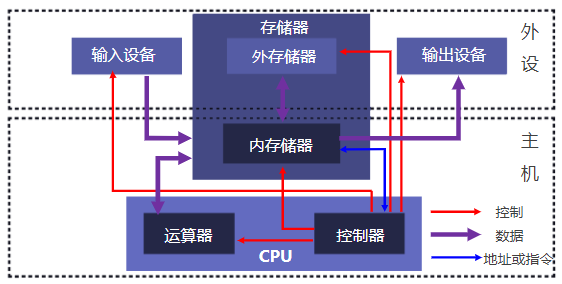 存储器
外设
输入设备
外存储器
输出设备
内存储器
主机
运算器
控制器
CPU
控制
数据
地址或指令